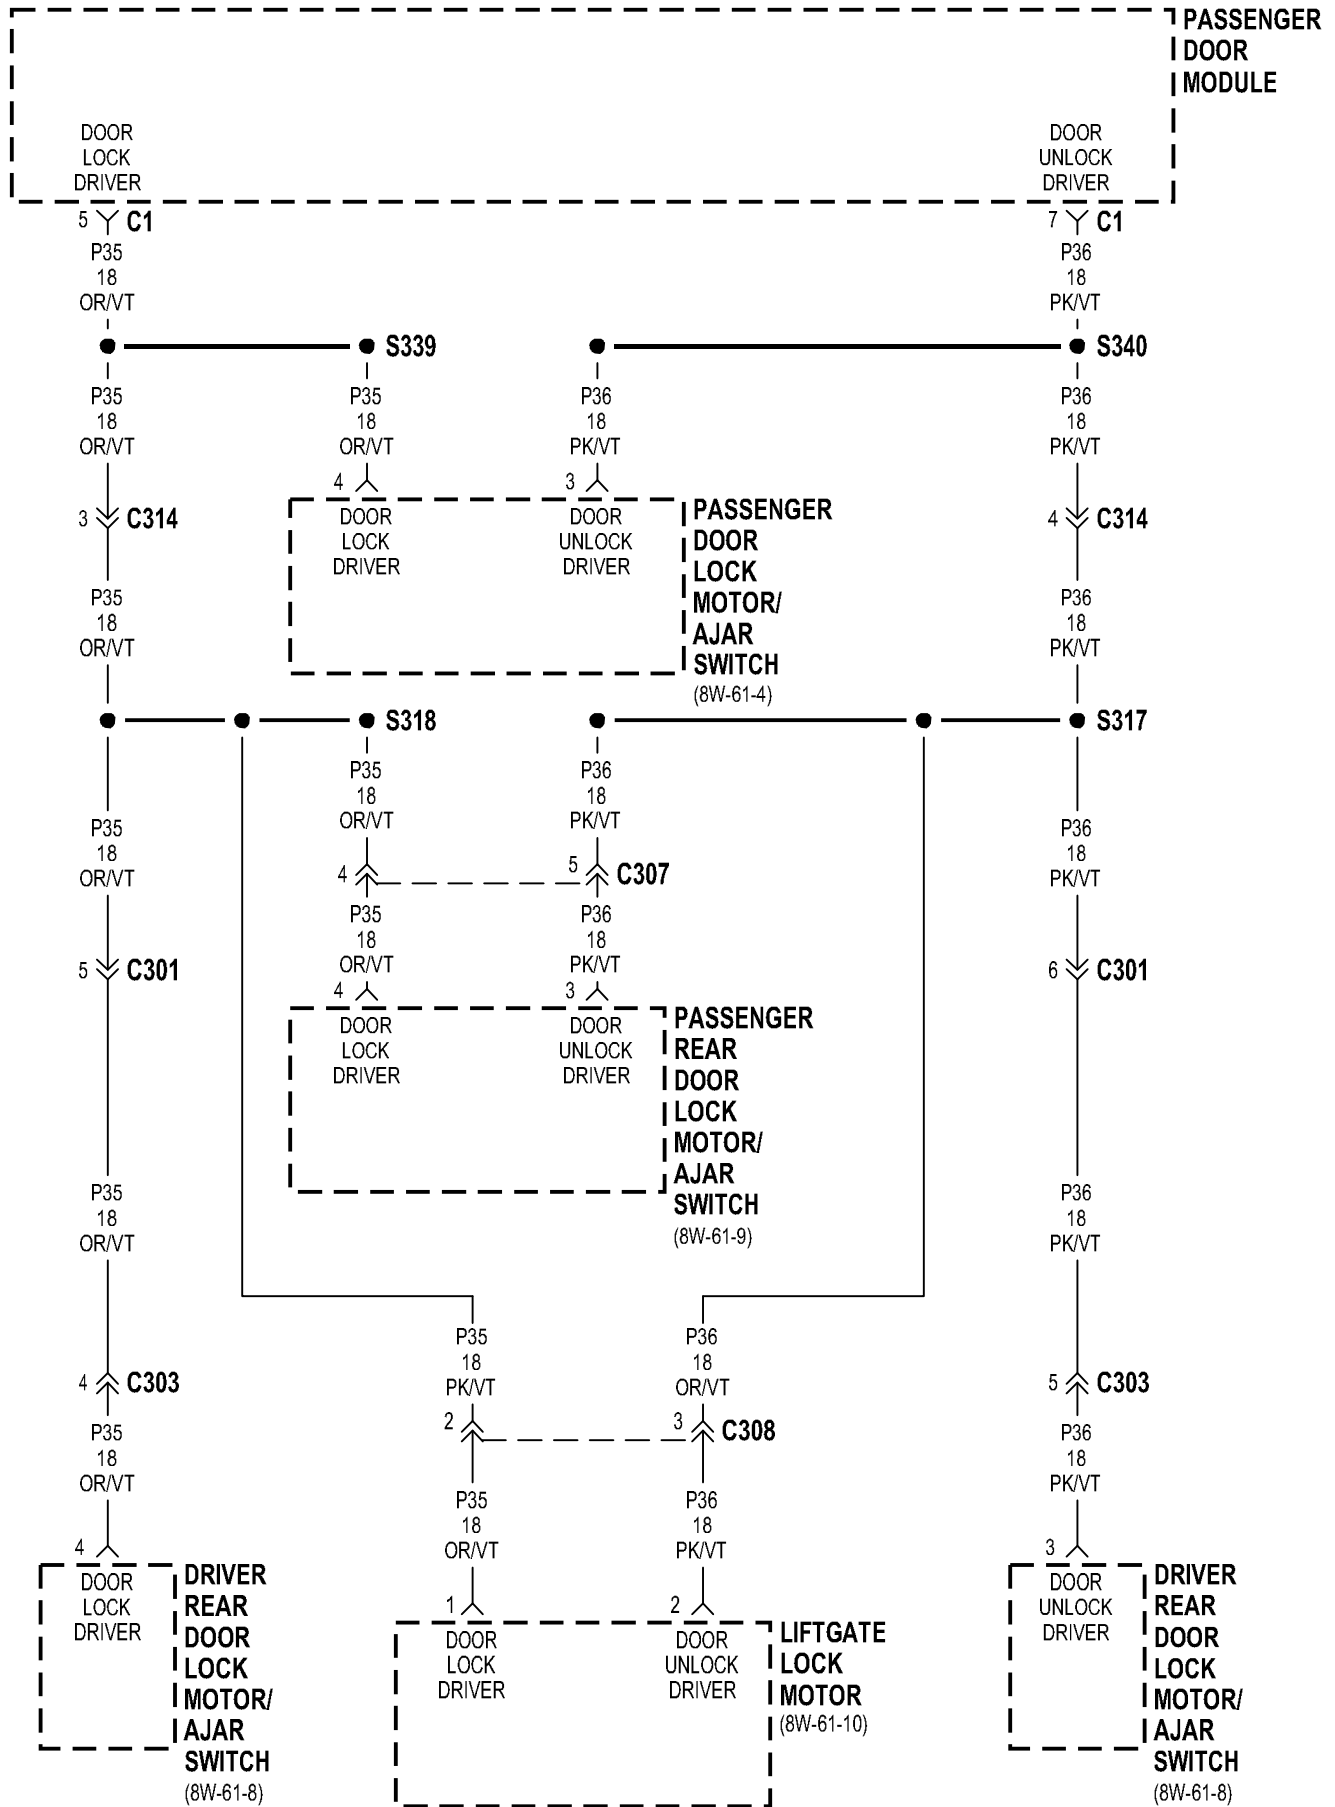 PASSENGER
DOOR
MODULE
DOOR
LOCK
DRIVER
DOOR
UNLOCK
DRIVER
5 C1
7 C1
P35
18
OR/VT
P36
18
PK/VT
S339
S340
P35
18
OR/VT
P35
18
OR/VT
P36
18
PK/VT
P36
18
PK/VT
4
3
3 C314
4 C314
DOOR
LOCK
DRIVER
DOOR
UNLOCK
DRIVER
PASSENGER
DOOR
LOCK
MOTOR/
AJAR
SWITCH
(8W-61-4)
P35
18
OR/VT
P36
18
PK/VT
S318
S317
P35
18
OR/VT
P36
18
PK/VT
P35
18
OR/VT
P36
18
PK/VT
4
5 C307
P35
18
OR/VT
P36
18
PK/VT
5 C301
6 C301
4
3
DOOR
LOCK
DRIVER
DOOR
UNLOCK
DRIVER
PASSENGER
REAR
DOOR
LOCK
MOTOR/
AJAR
SWITCH
(8W-61-9)
P35
18
OR/VT
P36
18
PK/VT
P35
18
PK/VT
P36
18
OR/VT
4 C303
5 C303
2
3 C308
P35
18
OR/VT
P36
18
PK/VT
P35
18
OR/VT
P36
18
PK/VT
4
3
DOOR
LOCK
DRIVER
DRIVER
REAR
DOOR
LOCK
MOTOR/
AJAR
SWITCH
(8W-61-8)
1
2
DOOR
LOCK
DRIVER
DOOR
UNLOCK
DRIVER
LIFTGATE
LOCK
MOTOR
(8W-61-10)
DOOR
UNLOCK
DRIVER
DRIVER
REAR
DOOR
LOCK
MOTOR/
AJAR
SWITCH
(8W-61-8)